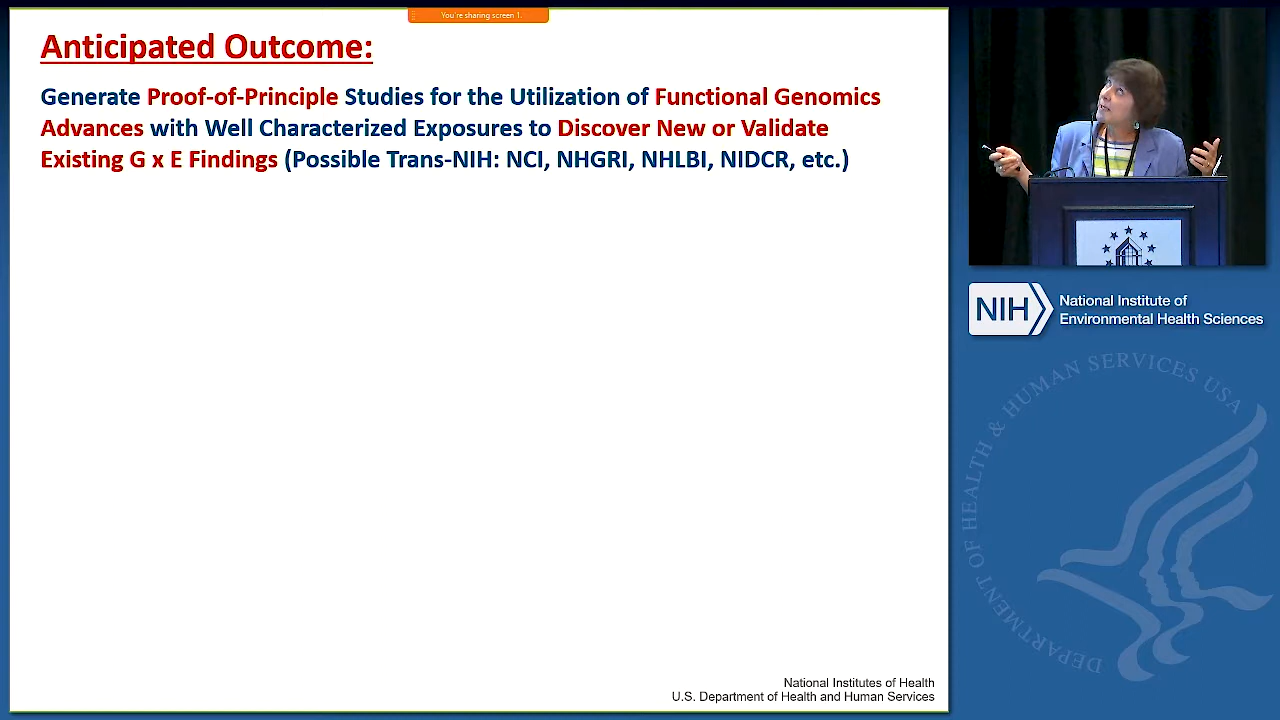 You're sharing screen 1.
Anticipated Outcome:
Generate Proof-of-Principle Studies for the Utilization of Functional Genomics
Advances with Well Characterized Exposures to Discover New or Validate
Existing G x E Findings (Possible Trans-NIH: NCI, NHGRI, NHLBI, NIDCR, etc.)
National Institutes of Health
U.S. Department of Health and Human Services
NIH
National Institute of
Environmental Health Sciences
DEPARTMENT OF HEALTH & HUMAN SERVICES USA